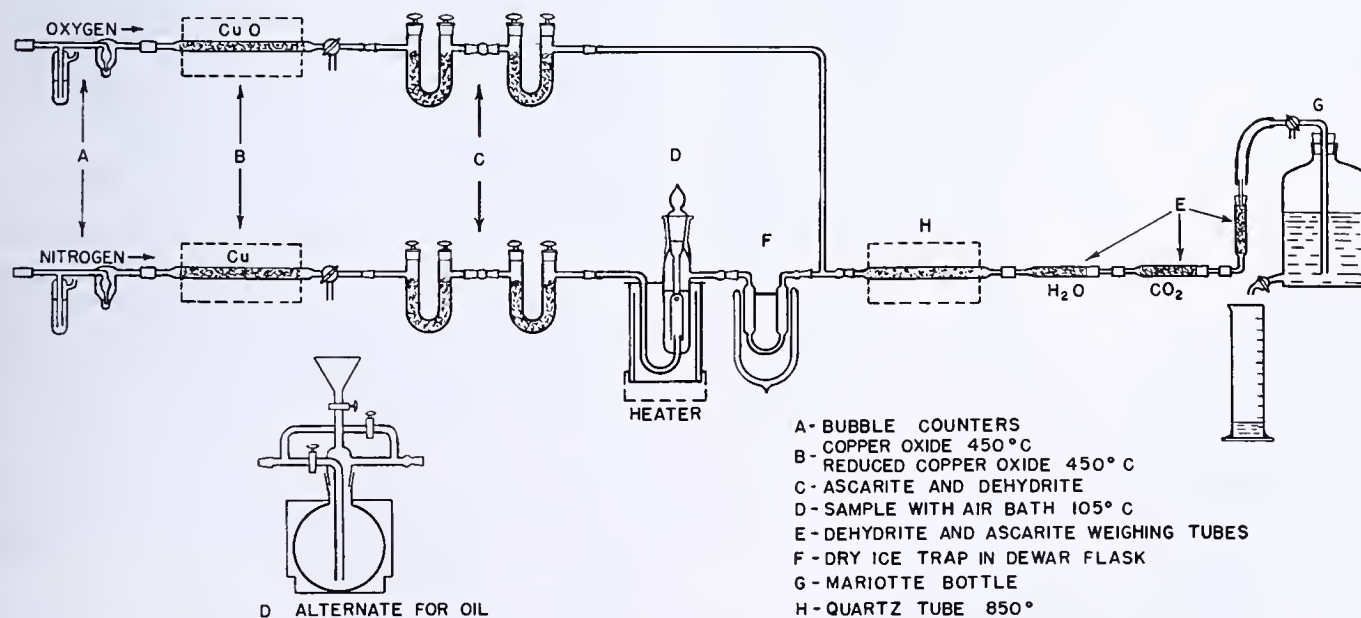 OXYGEN →
CuO
G
A
B
C
D
E
F
H
NITROGEN →
Cu
H2O
CO2
HEATER
A- BUBBLE COUNTERS
B- COPPER OXIDE 450°C
REDUCED COPPER OXIDE 450°C
C- ASCARITE AND DEHYDRITE
D- SAMPLE WITH AIR BATH 105°C
E- DEHYDRITE AND ASCARITE WEIGHING TUBES
F- DRY ICE TRAP IN DEWAR FLASK
G- MARIOTTE BOTTLE
H- QUARTZ TUBE 850°
D ALTERNATE FOR OIL